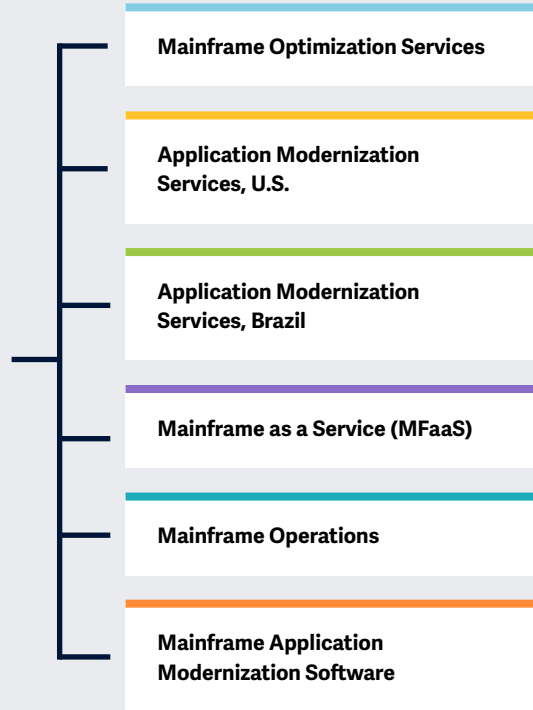 Mainframe Optimization Services
Application Modernization
Services, U.S.
Application Modernization
Services, Brazil
Mainframe as a Service (MFaaS)
Mainframe Operations
Mainframe Application
Modernization Software